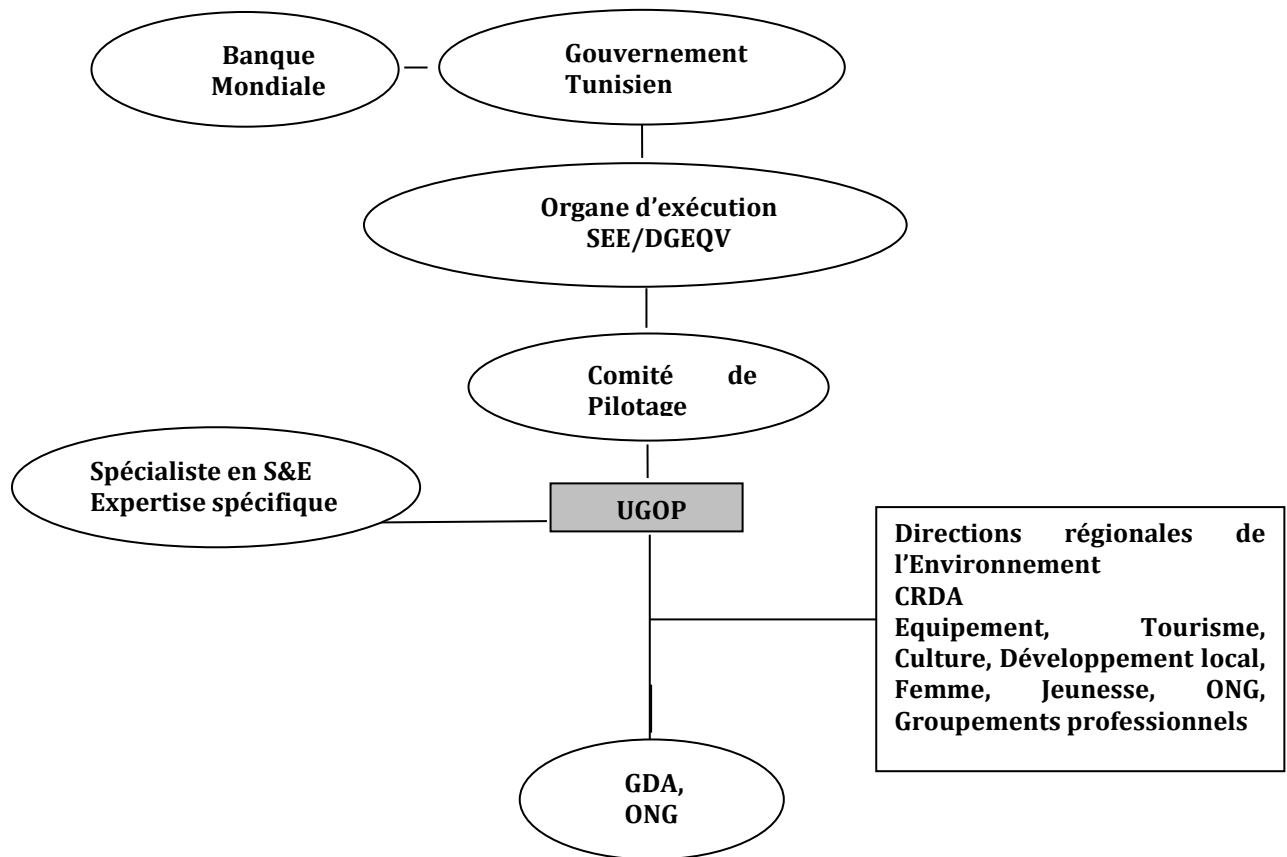 Banque
Mondiale
Gouvernement
Tunisien
Organe d'exécution
SEE/DGEQV
Comité de
Pilotage
Spécialiste en S&E
Expertise spécifique
UGOP
Directions régionales de
l'Environnement
CRDA
Equipement, Tourisme,
Culture, Développement local,
Femme, Jeunesse, ONG,
Groupements professionnels
GDA,
ONG